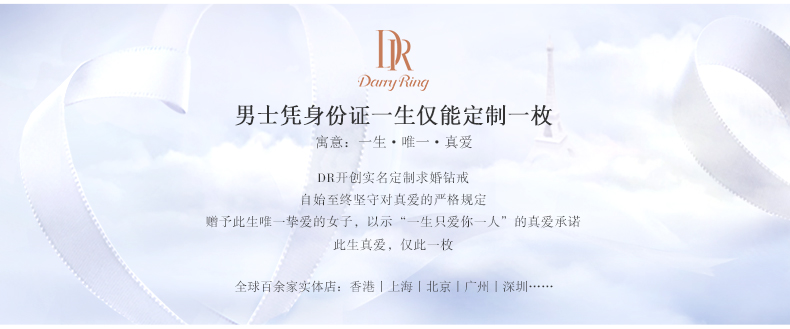 DR
Darry Ring
男士凭身份证一生仅能定制一枚
寓意：一生·唯一·真爱
DR开创实名定制求婚钻戒
自始至终坚守对真爱的严格规定
赠予此生唯一挚爱的女子，以示“一生只爱你一人”的真爱承诺
此生真爱，仅此一枚
全球百余家实体店：香港丨上海丨北京丨广州丨深圳……